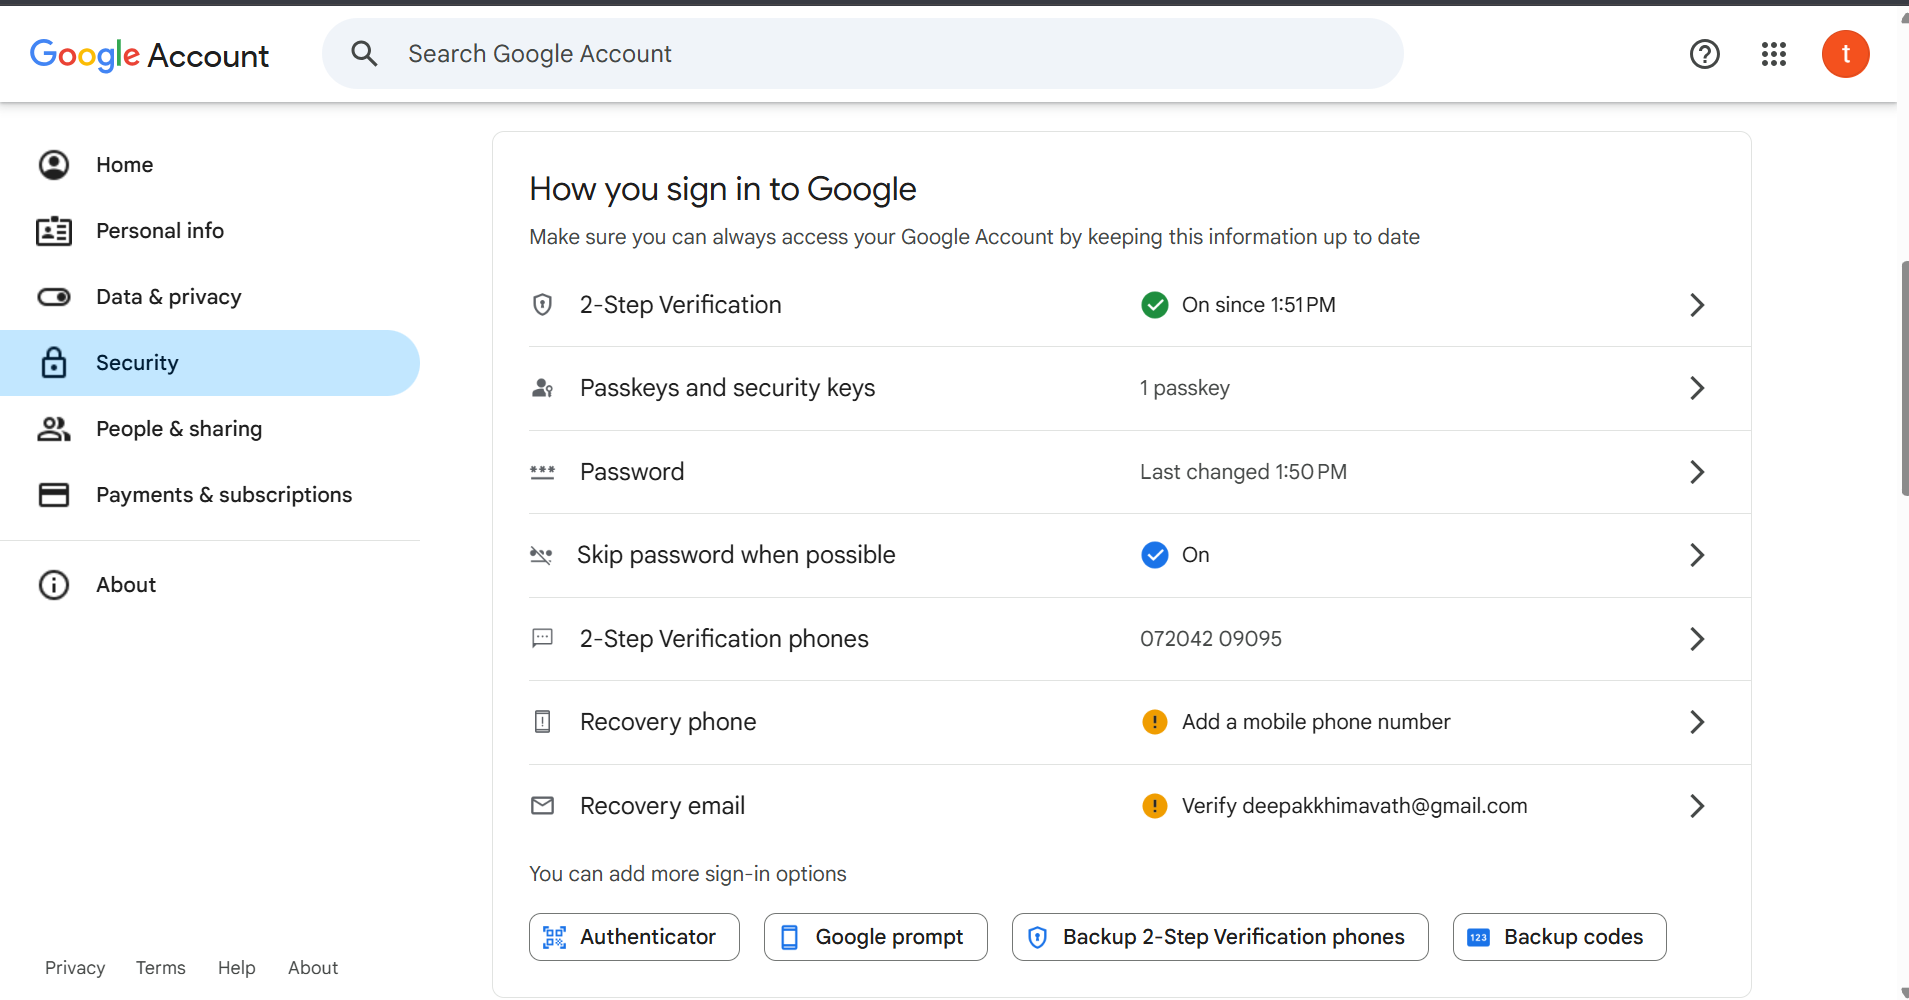 Google Account
Search Google Account
t
Home
Personal info
Data & privacy
Security
People & sharing
Payments & subscriptions
About
How you sign in to Google
Make sure you can always access your Google Account by keeping this information up to date
2-Step Verification On since 1:51 PM
Passkeys and security keys 1 passkey
Password Last changed 1:50 PM
Skip password when possible On
2-Step Verification phones 072042 09095
Recovery phone Add a mobile phone number
Recovery email Verify deepakkhimavath@gmail.com
You can add more sign-in options
Authenticator Google prompt Backup 2-Step Verification phones 123 Backup codes
Privacy Terms Help About